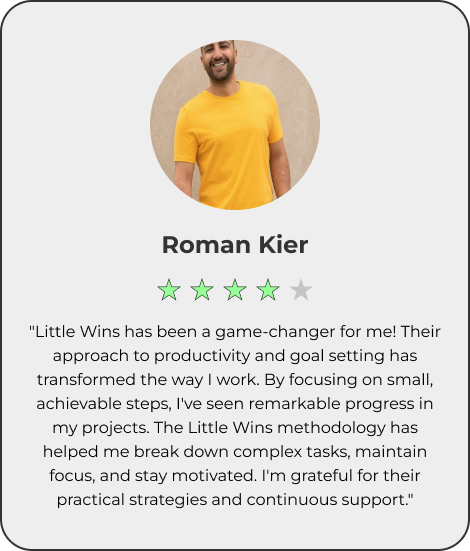 Roman Kier
"Little Wins has been a game-changer for me! Their
approach to productivity and goal setting has
transformed the way I work. By focusing on small,
achievable steps, I've seen remarkable progress in
my projects. The Little Wins methodology has
helped me break down complex tasks, maintain
focus, and stay motivated. I'm grateful for their
practical strategies and continuous support."